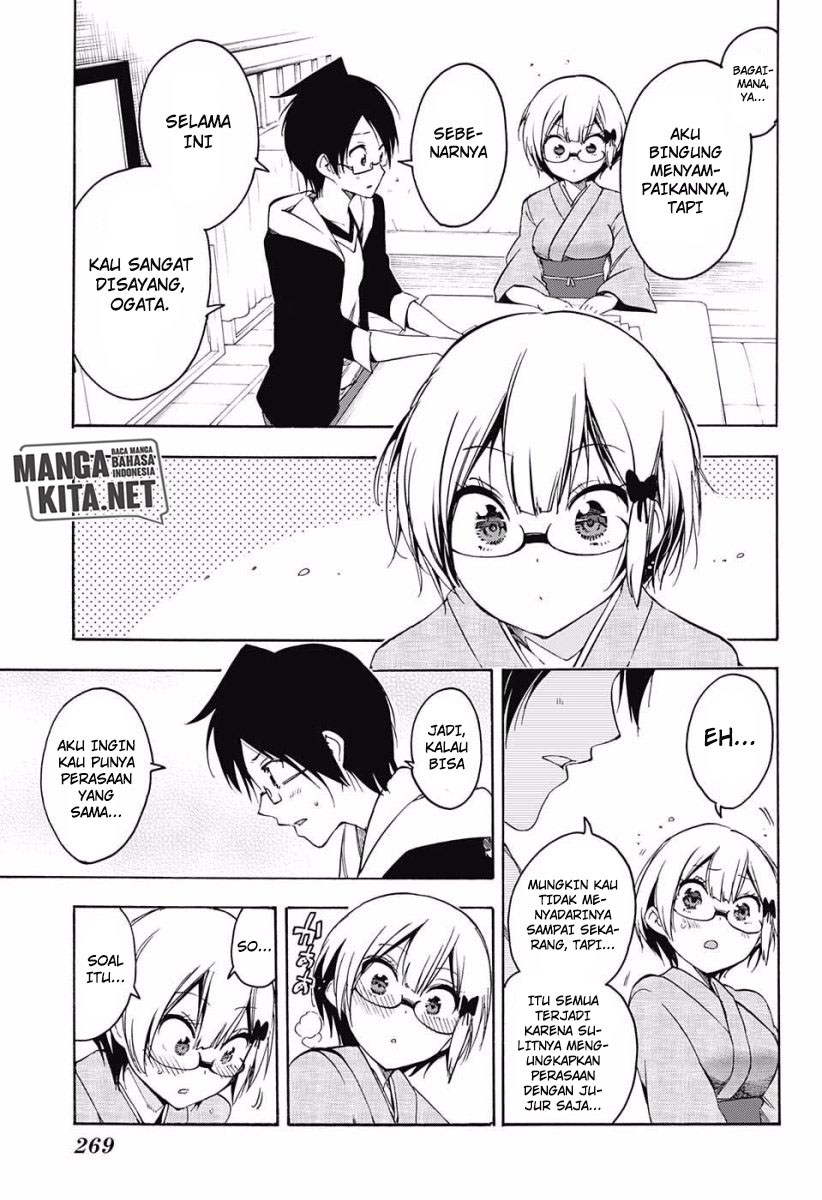 BAGAI-
MANA,
YA...
AKU
BINGUNG
MENYAM-
PAIKANNYA,
TAPI
SEBE-
NARNYA
SELAMA
INI
KAU SANGAT
DISAYANG,
OGATA.
MANGA
KITA.NET
BACA MANGA
BAHASA
INDONESIA
EH...
MUNGKIN KAU
TIDAK ME-
NYADARINYA
SAMPAI SEKA-
RANG, TAPI...
ITU SEMUA
TERJADI
KARENA SU-
LITNYA MENG-
UNGKAPKAN
PERASAAN
DENGAN JU-
JUR SAJA...
JADI,
KALAU
BISA
AKU INGIN
KAU PUNYA
PERASAAN
YANG
SAMA...
SO...
SOAL
ITU...
269